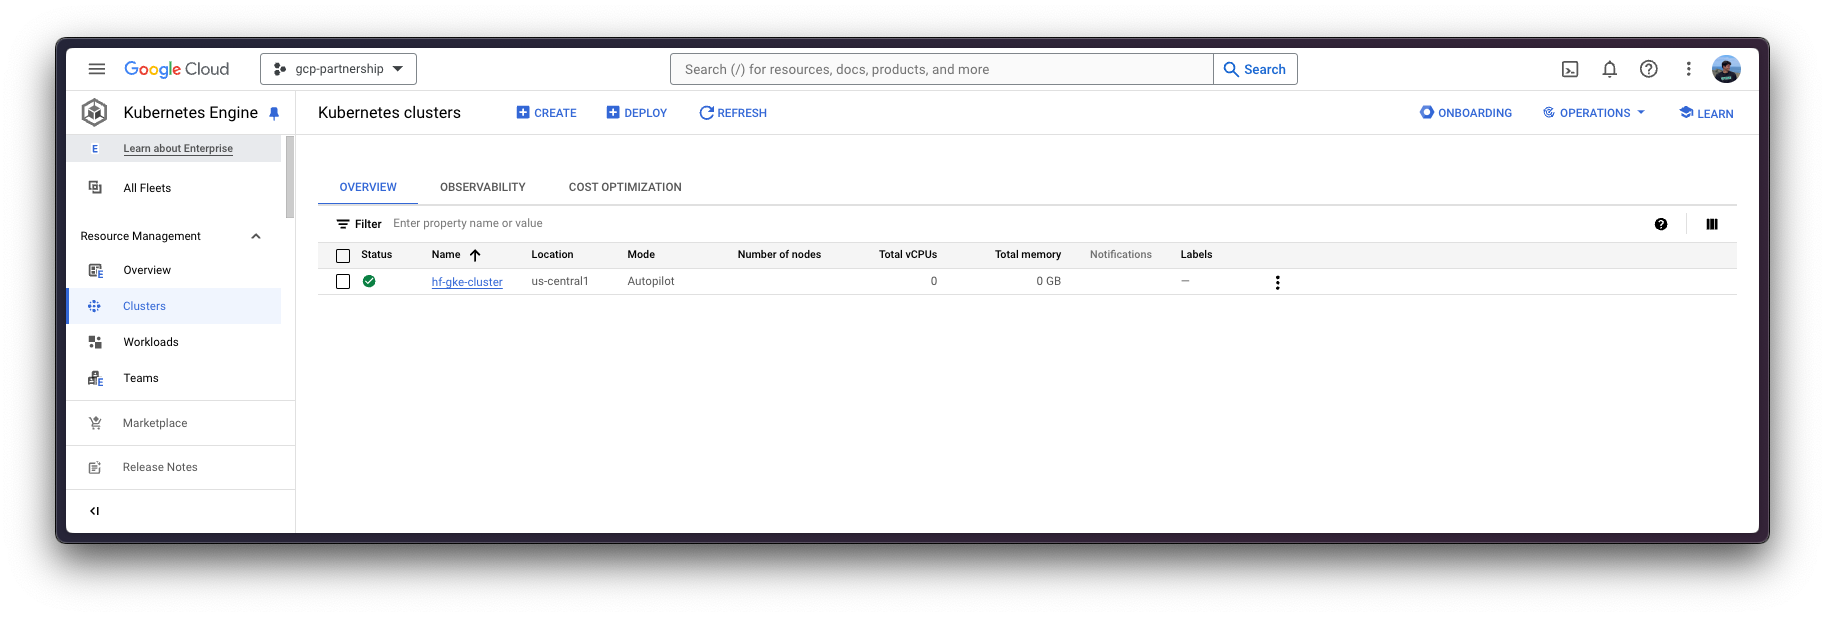 Google Cloud
gcp-partnership
Search (/) for resources, docs, products, and more
Search
Kubernetes Engine
Kubernetes clusters
CREATE
DEPLOY
REFRESH
ONBOARDING
OPERATIONS
LEARN
E
Learn about Enterprise
All Fleets
Resource Management
E
Overview
Clusters
Workloads
E
Teams
Marketplace
Release Notes
OVERVIEW
OBSERVABILITY
COST OPTIMIZATION
Filter
Enter property name or value
Status Name Location Mode Number of nodes Total vCPUs Total memory Notifications Labels
hf-gke-cluster us-central1 Autopilot 0 0 GB —